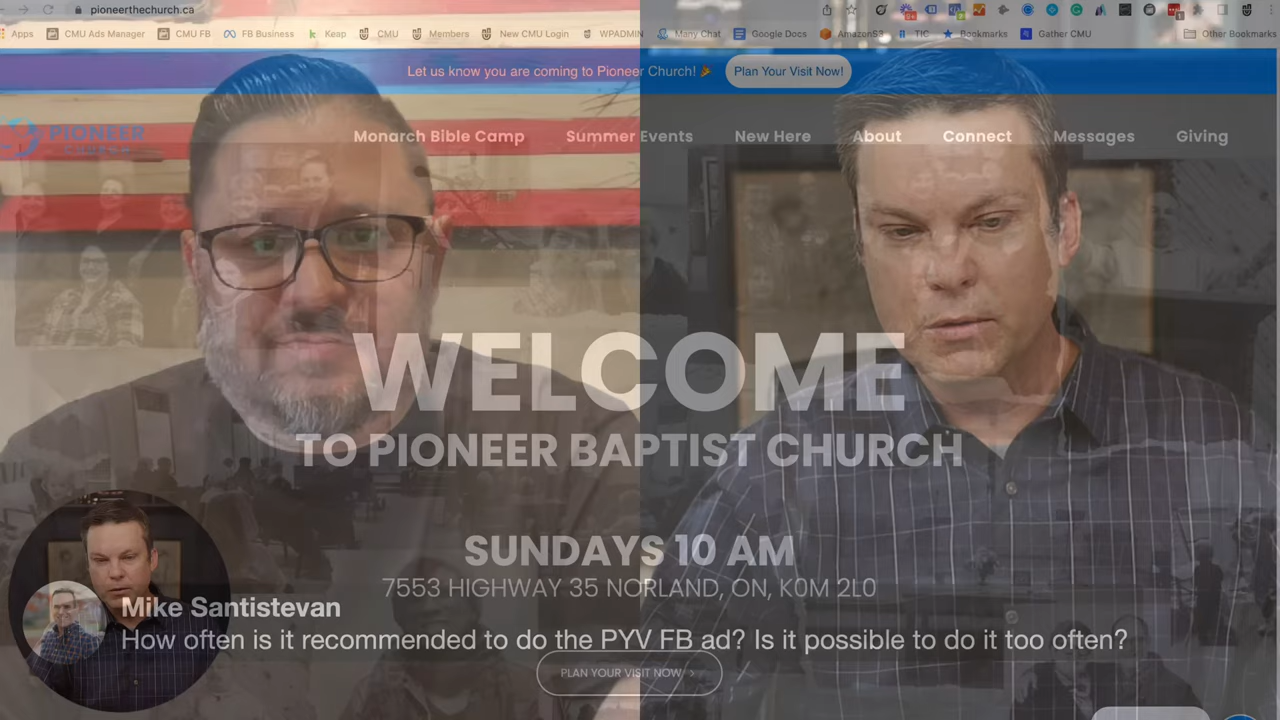 pioneerthechurch.ca
Apps CMU Ads Manager CMU FB FB Business Keap CMU Members New CMU Login WPADMIN Many Chat Google Docs AmazonS3 TIC Bookmarks Gather CMU Other Bookmarks
Let us know you are coming to Pioneer Church! 🎉 Plan Your Visit Now!
PIONEER
CHURCH
Monarch Bible Camp Summer Events New Here About Connect Messages Giving
WELCOME
TO PIONEER BAPTIST CHURCH
SUNDAYS 10 AM
7553 HIGHWAY 35 NORLAND, ON, K0M 2L0
Mike Santistevan
How often is it recommended to do the PYV FB ad? Is it possible to do it too often?
PLAN YOUR VISIT NOW >